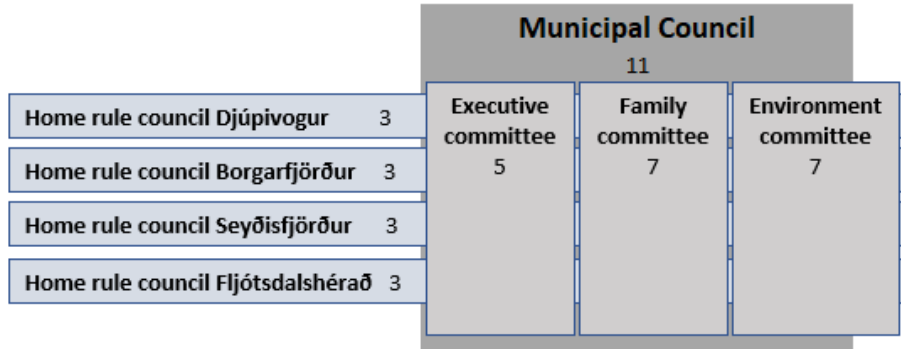 Municipal Council
11
Executive committee
5
Family committee
7
Environment committee
7
Home rule council Djúpivogur 3
Home rule council Borgarfjörður 3
Home rule council Seyðisfjörður 3
Home rule council Fljótsdalshérað 3